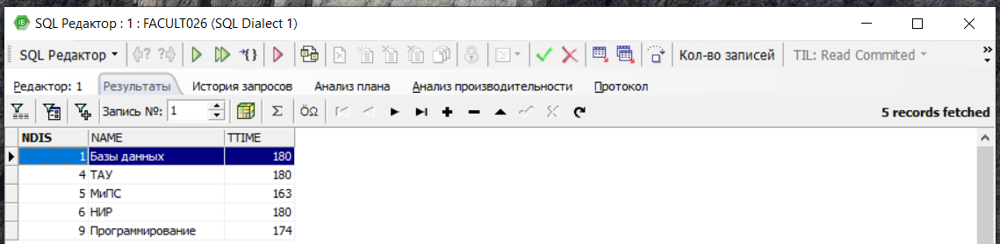 SQL Редактор : 1 : FACULT026 (SQL Dialect 1)
SQL Редактор Кол-во записей TIL: Read Commited
Редактор: 1 Результаты История запросов Анализ плана Анализ производительности Протокол
Запись №: 1 Σ ÖΩ 5 records fetched
NDIS NAME TTIME
1 Базы данных 180
4 ТАУ 180
5 МиПС 163
6 НИР 180
9 Программирование 174